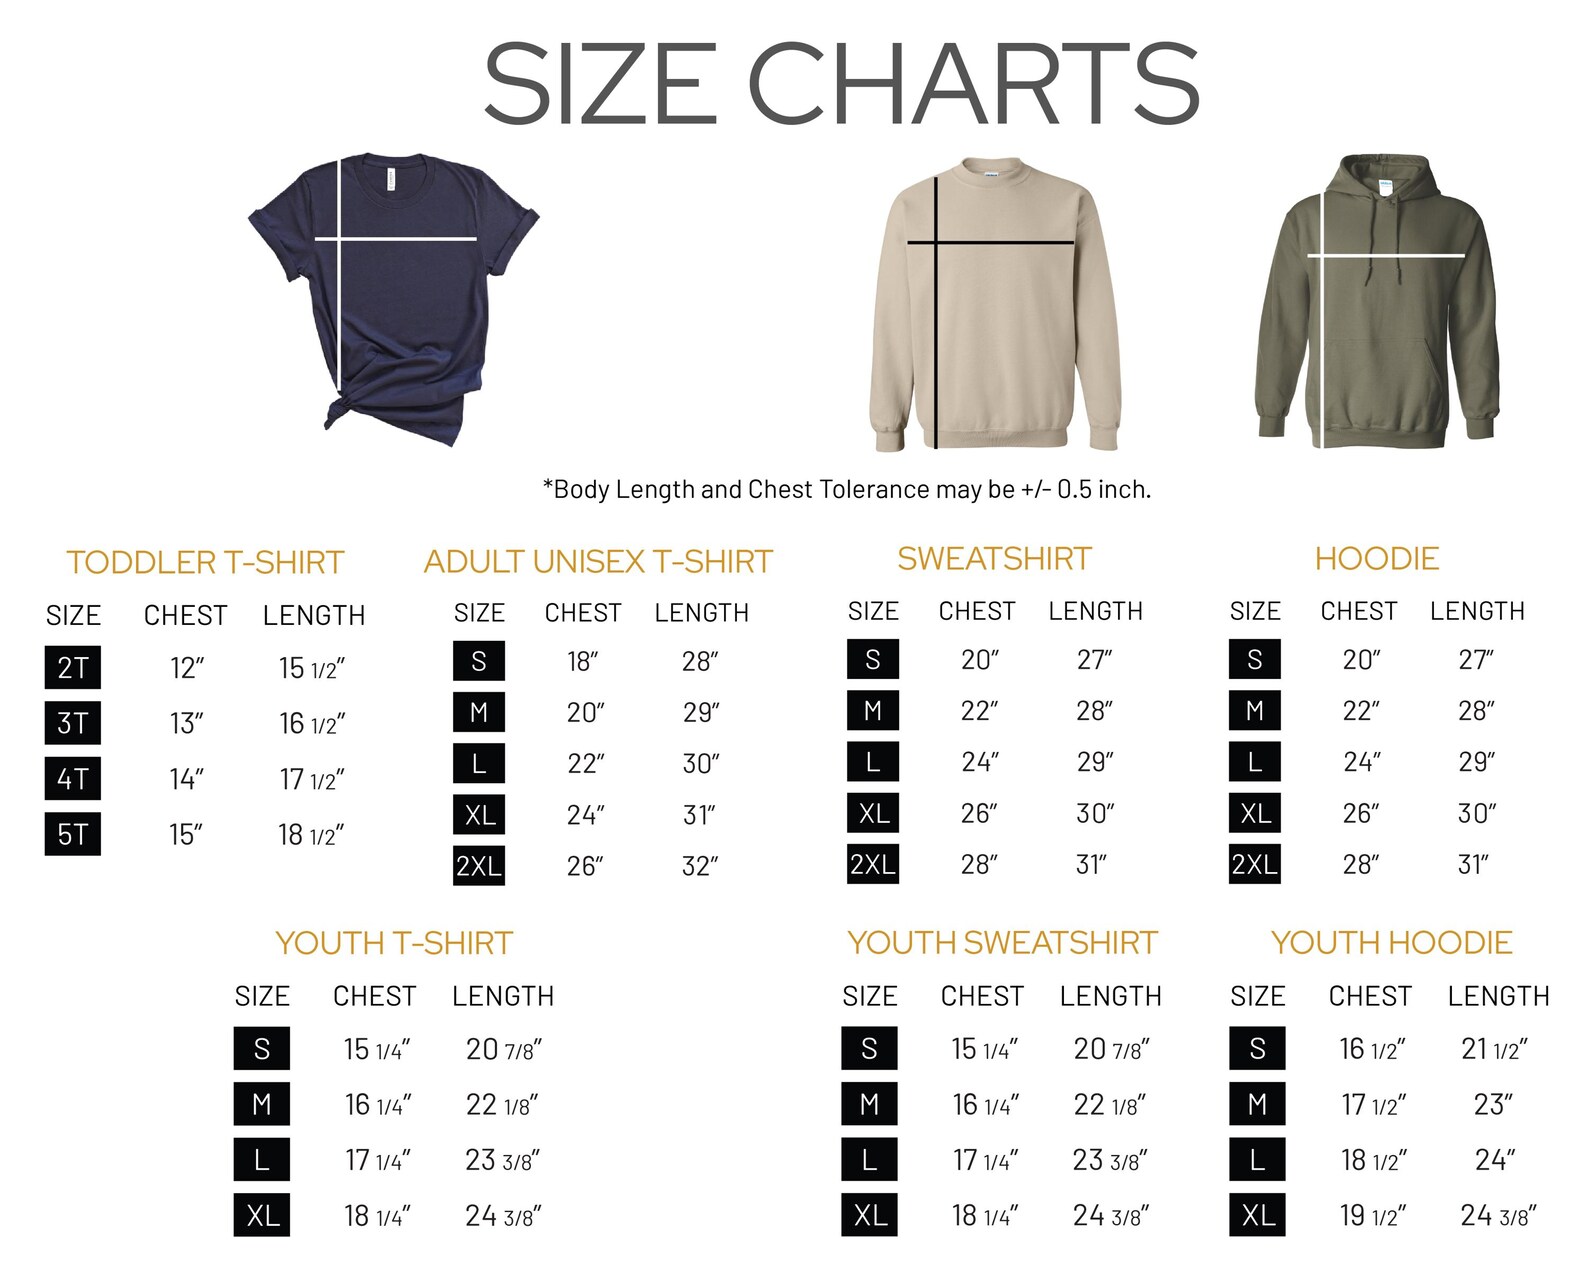 SIZE CHARTS
*Body Length and Chest Tolerance may be +/- 0.5 inch.
TODDLER T-SHIRT
SIZE CHEST LENGTH
2T 12″ 15 1/2″
3T 13″ 16 1/2″
4T 14″ 17 1/2″
5T 15″ 18 1/2″
ADULT UNISEX T-SHIRT
SIZE CHEST LENGTH
S 18″ 28″
M 20″ 29″
L 22″ 30″
XL 24″ 31″
2XL 26″ 32″
SWEATSHIRT
SIZE CHEST LENGTH
S 20″ 27″
M 22″ 28″
L 24″ 29″
XL 26″ 30″
2XL 28″ 31″
HOODIE
SIZE CHEST LENGTH
S 20″ 27″
M 22″ 28″
L 24″ 29″
XL 26″ 30″
2XL 28″ 31″
YOUTH T-SHIRT
SIZE CHEST LENGTH
S 15 1/4″ 20 7/8″
M 16 1/4″ 22 1/8″
L 17 1/4″ 23 3/8″
XL 18 1/4″ 24 3/8″
YOUTH SWEATSHIRT
SIZE CHEST LENGTH
S 15 1/4″ 20 7/8″
M 16 1/4″ 22 1/8″
L 17 1/4″ 23 3/8″
XL 18 1/4″ 24 3/8″
YOUTH HOODIE
SIZE CHEST LENGTH
S 16 1/2″ 21 1/2″
M 17 1/2″ 23″
L 18 1/2″ 24″
XL 19 1/2″ 24 3/8″